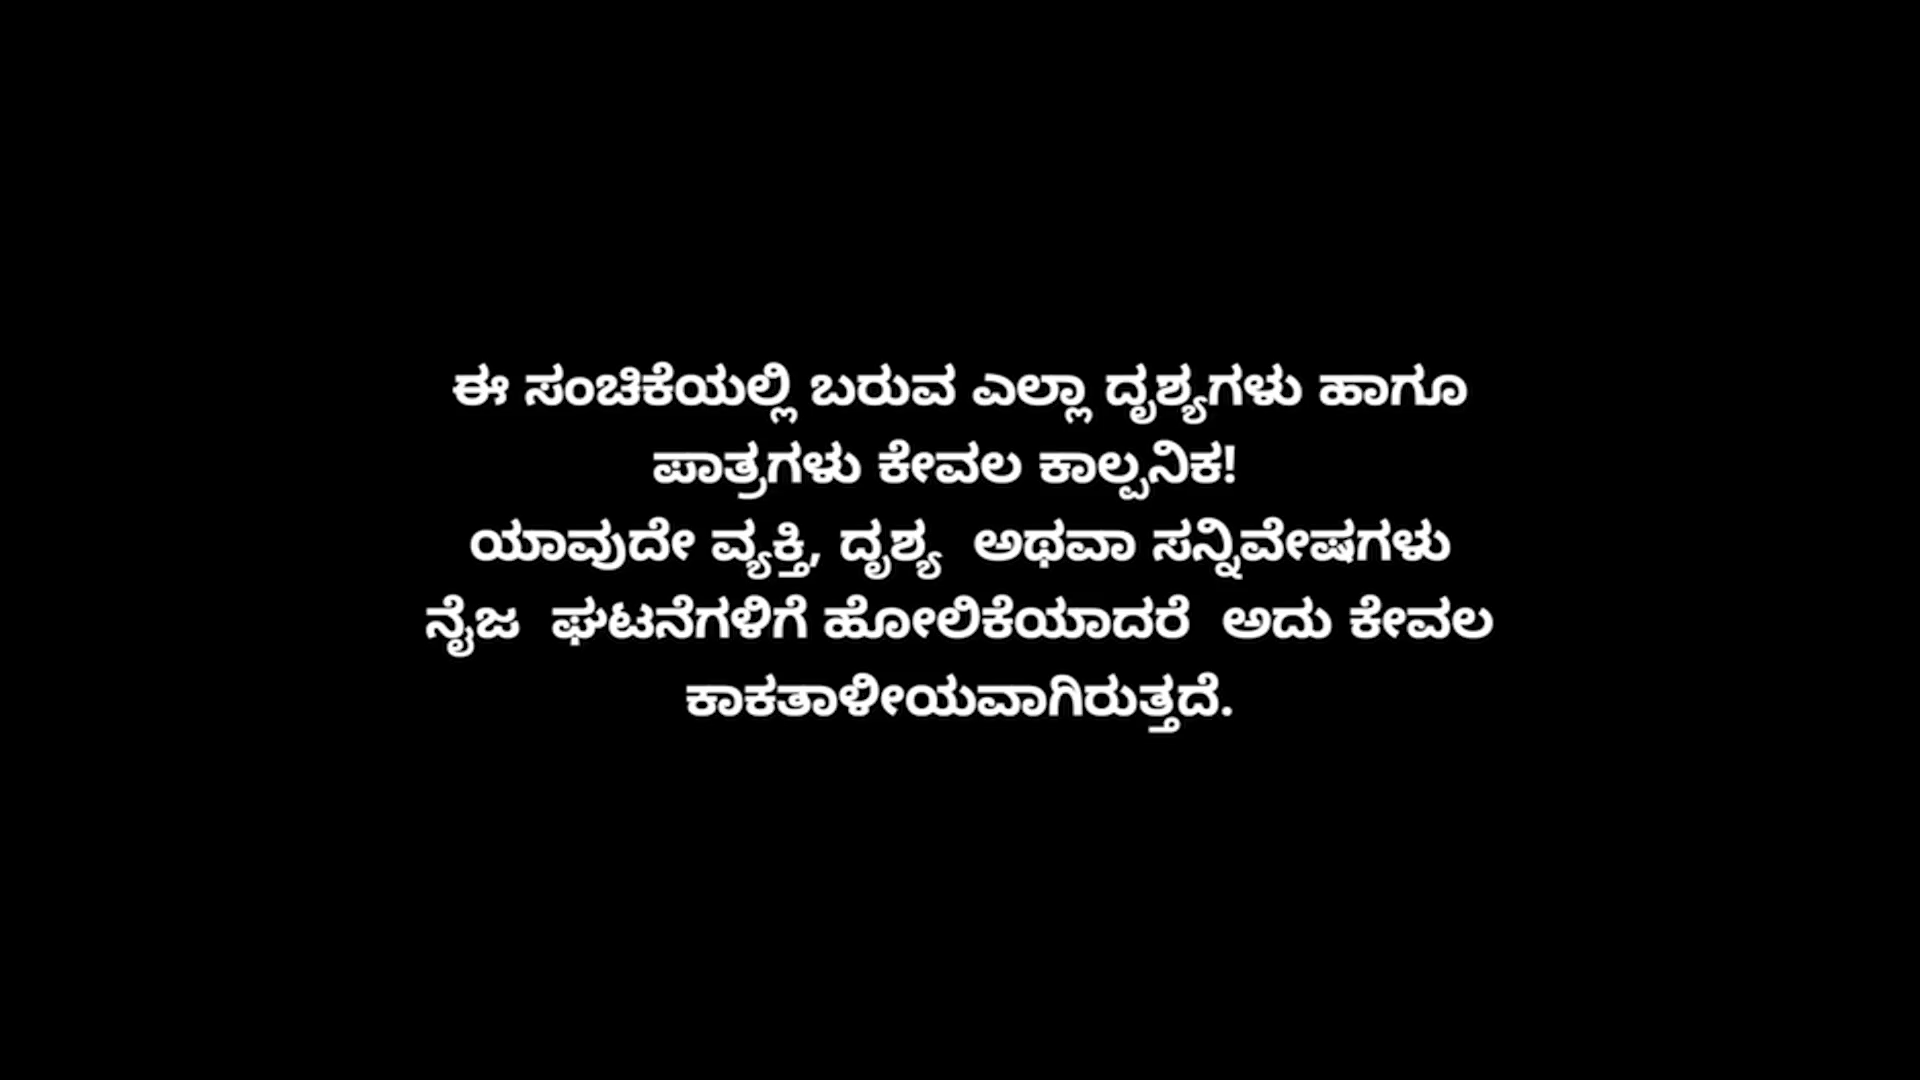 ಈ ಸಂಚಿಕೆಯಲ್ಲಿ ಬರುವ ಎಲ್ಲಾ ದೃಶ್ಯಗಳು ಹಾಗೂ
ಪಾತ್ರಗಳು ಕೇವಲ ಕಾಲ್ಪನಿಕ!
ಯಾವುದೇ ವ್ಯಕ್ತಿ, ದೃಶ್ಯ ಅಥವಾ ಸನ್ನಿವೇಷಗಳು
ನೈಜ ಘಟನೆಗಳಿಗೆ ಹೋಲಿಕೆಯಾದರೆ ಅದು ಕೇವಲ
ಕಾಕತಾಳೀಯವಾಗಿರುತ್ತದೆ.